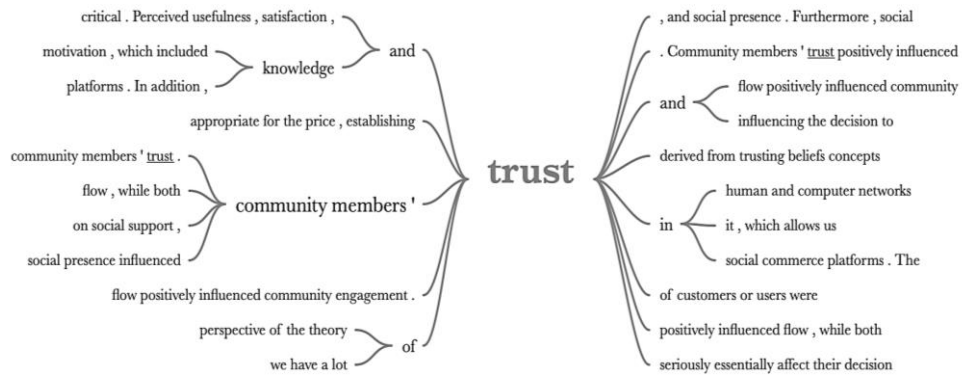 critical . Perceived usefulness , satisfaction ,
motivation , which included
platforms . In addition ,
knowledge
and
appropriate for the price , establishing
community members ' trust .
flow , while both
on social support ,
social presence influenced
community members '
flow positively influenced community engagement .
perspective of the theory
we have a lot
of
trust
, and social presence . Furthermore , social
. Community members ' trust positively influenced
and
flow positively influenced community
influencing the decision to
derived from trusting beliefs concepts
in
human and computer networks
it , which allows us
social commerce platforms . The
of customers or users were
positively influenced flow , while both
seriously essentially affect their decision